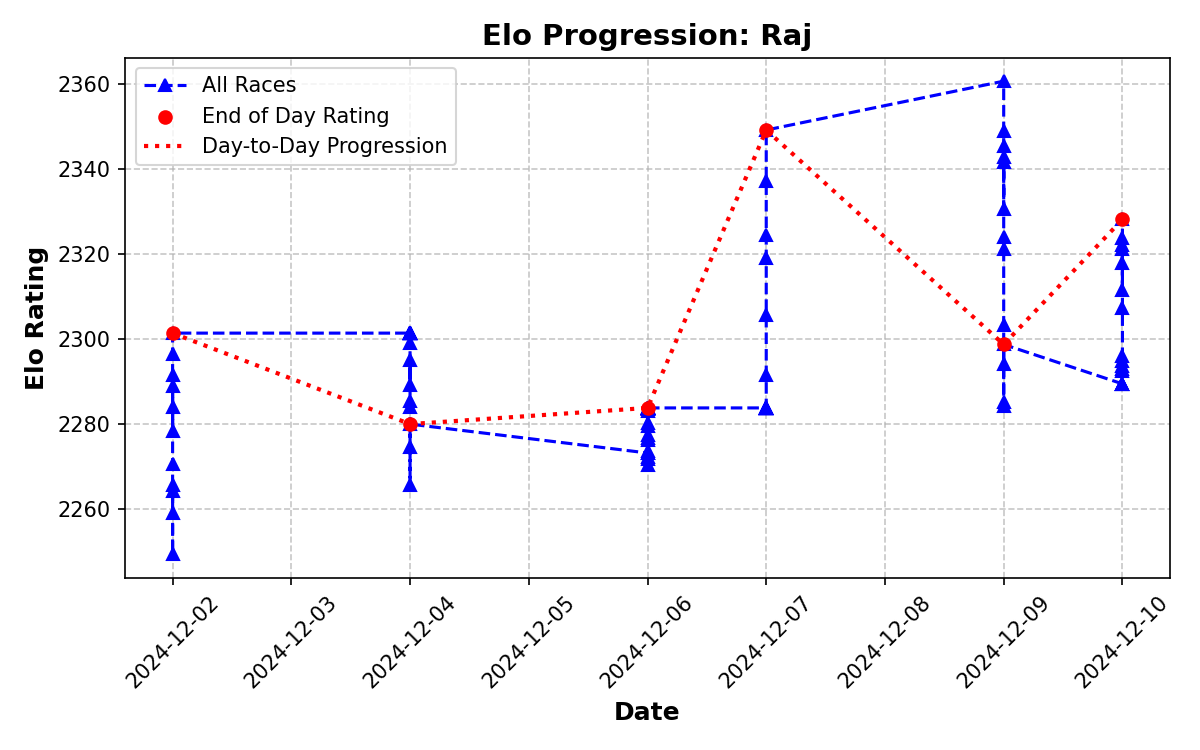 Elo Progression: Raj
All Races
End of Day Rating
Day-to-Day Progression
Elo Rating
2360
2340
2320
2300
2280
2260
2024-12-02
2024-12-03
2024-12-04
2024-12-05
2024-12-06
2024-12-07
2024-12-08
2024-12-09
2024-12-10
Date